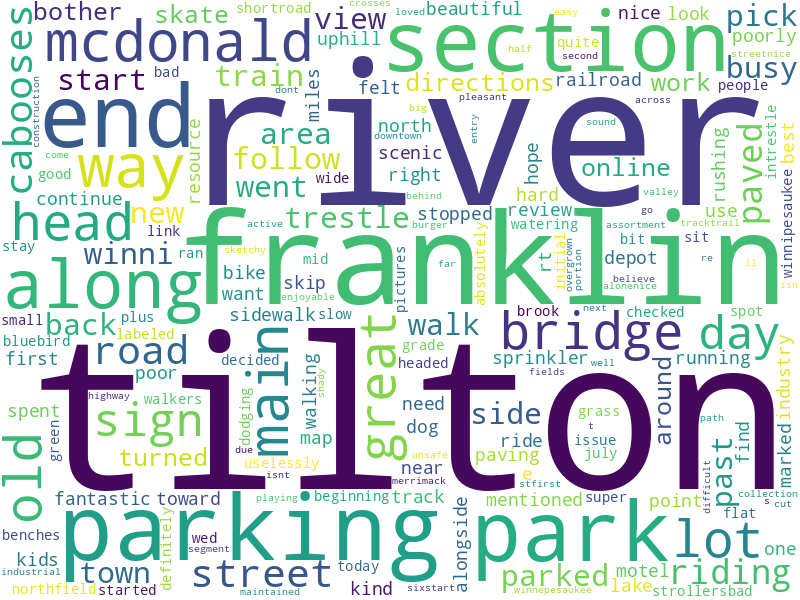 bother
shortroad
skate
loved
beautiful
crosses
easy
half
second
nice
look
quite
pick
poorly
streetnice
mcdonald
view
uphill
section
busy
start
bad
train
felt
directions
railroad
work
people
miles
pleasant
across
cabooses
construction
end
river
dont
big
north
downtown
entry
sound
way
come
good
area
follow
scenic
right
behind
hope
online
hard
valley
rushing
paved
intrestle
best
resource
went
wide
continue
new
link
head
trestle
stopped
review
watering
use
go
assortment
tracktrail
winnipesaukee
stay
winni
ran
active
sketchy
mid
burger
far
absolutely
rt
initial
overgrown
portion
bit
depot
believe
sit
re
ll
isn
along
franklin
bike
skip
want
enjoyable
pictures
alonenice
next
checked
spot
small
plus
back
sidewalk
slow
walk
brook
bridge
day
bluebird
labeled
first
road
poor
decided
main
walking
great
grade
headed
sprinkler
well
running
around
industry
highway
shady
tilton
fields
path
walkers
spent
sign
dodging
need
side
grass
t
issue
july
find
marked
old
green
turned
due
uselessly
isnt
map
dog
ride
near
unsafe
merrimack
paving
e
stfirst
past
difficult
collection
s
cut
flat
fantastic
toward
playing
beginning
track
mentioned
super
point
benches
parking
park
lot
one
kids
industrial
town
wed
segment
definitely
street
today
kind
alongside
parked
motel
riding
northfield
started
maintained
sixstart
winnepesaukee
lake
strollersbad